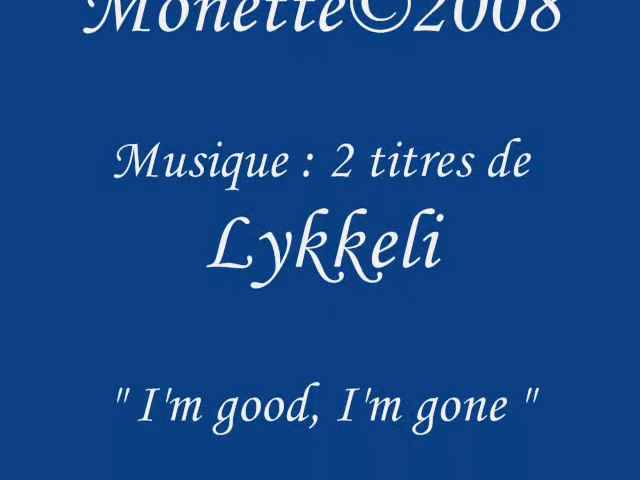 Monette©2008
Musique : 2 titres de
Lykkeli
" I'm good, I'm gone "